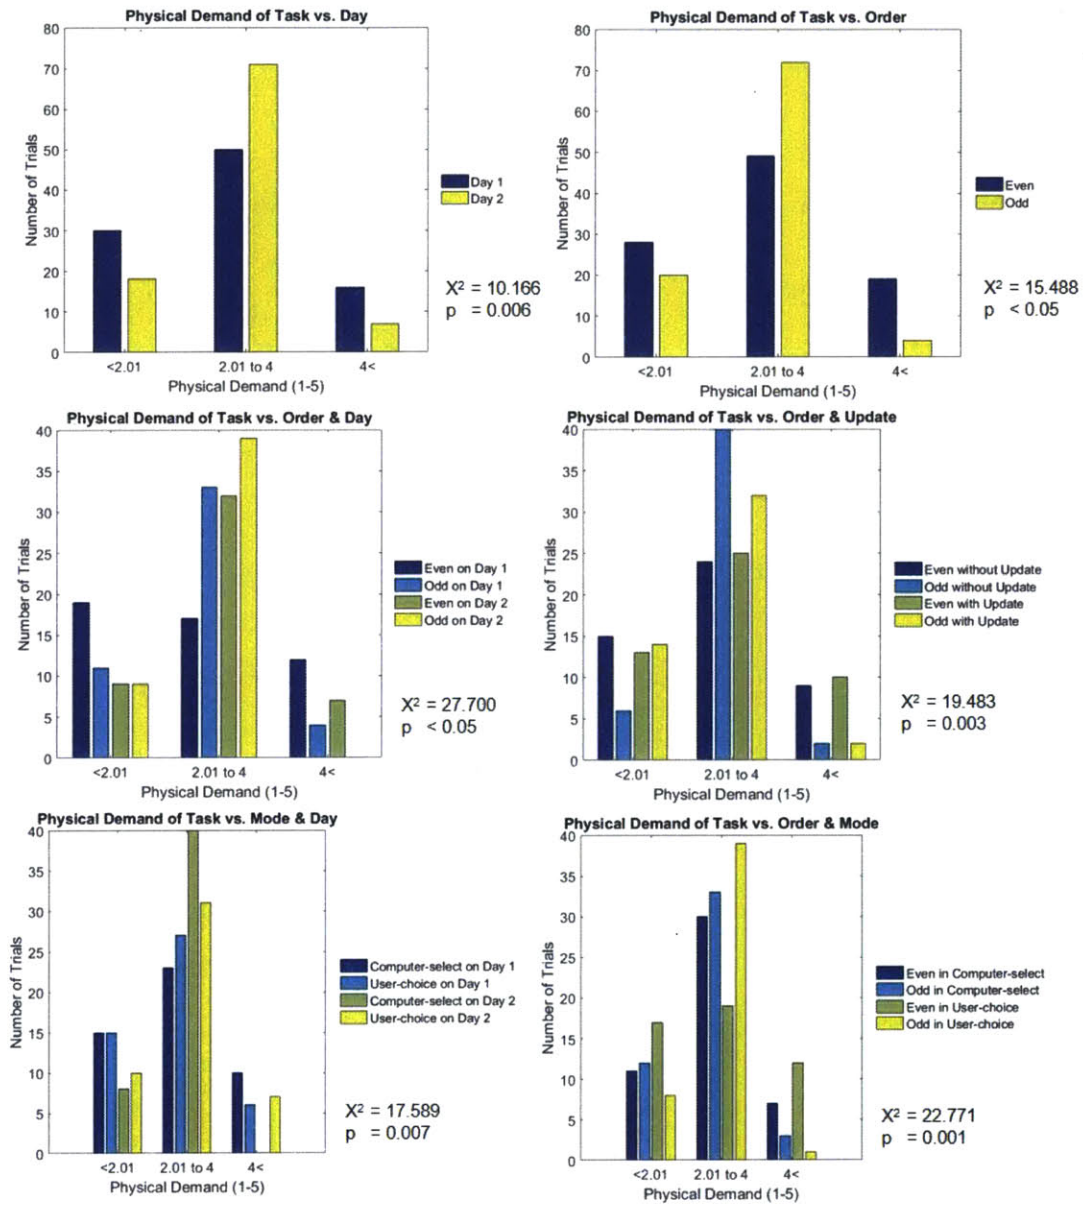 Physical Demand of Task vs. Day
80
70
60
50
40
30
20
10
0
Number of Trials
<2.01
2.01 to 4
4<
Physical Demand (1-5)
Day 1
Day 2
X² = 10.166
p = 0.006
Physical Demand of Task vs. Order
80
70
60
50
40
30
20
10
0
Number of Trials
<2.01
2.01 to 4
4<
Physical Demand (1-5)
Even
Odd
X² = 15.488
p < 0.05
Physical Demand of Task vs. Order & Day
40
35
30
25
20
15
10
5
0
Number of Trials
<2.01
2.01 to 4
4<
Physical Demand (1-5)
Even on Day 1
Odd on Day 1
Even on Day 2
Odd on Day 2
X² = 27.700
p < 0.05
Physical Demand of Task vs. Order & Update
40
35
30
25
20
15
10
5
0
Number of Trials
<2.01
2.01 to 4
4<
Physical Demand (1-5)
Even without Update
Odd without Update
Even with Update
Odd with Update
X² = 19.483
p = 0.003
Physical Demand of Task vs. Mode & Day
40
35
30
25
20
15
10
5
0
Number of Trials
<2.01
2.01 to 4
4<
Physical Demand (1-5)
Computer-select on Day 1
User-choice on Day 1
Computer-select on Day 2
User-choice on Day 2
X² = 17.589
p = 0.007
Physical Demand of Task vs. Order & Mode
40
35
30
25
20
15
10
5
0
Number of Trials
<2.01
2.01 to 4
4<
Physical Demand (1-5)
Even in Computer-select
Odd in Computer-select
Even in User-choice
Odd in User-choice
X² = 22.771
p = 0.001